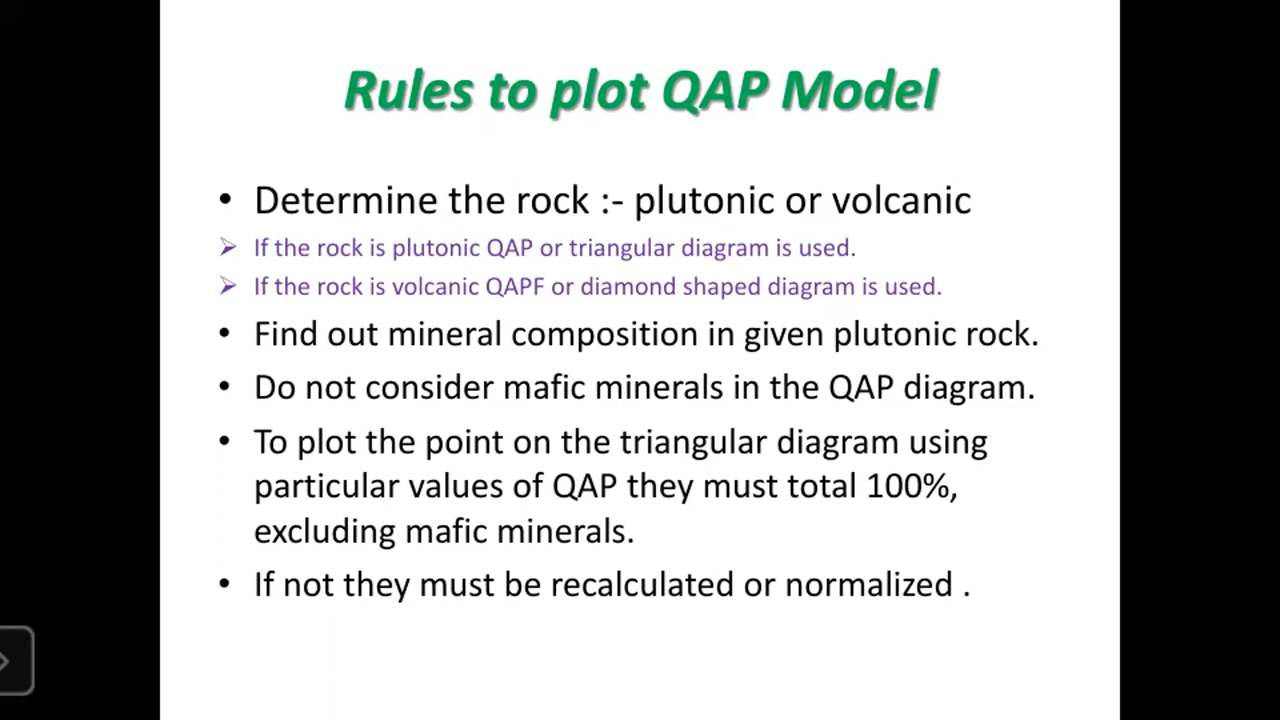 Rules to plot QAP Model
• Determine the rock :- plutonic or volcanic
➢ If the rock is plutonic QAP or triangular diagram is used.
➢ If the rock is volcanic QAPF or diamond shaped diagram is used.
• Find out mineral composition in given plutonic rock.
• Do not consider mafic minerals in the QAP diagram.
• To plot the point on the triangular diagram using
particular values of QAP they must total 100%,
excluding mafic minerals.
• If not they must be recalculated or normalized .